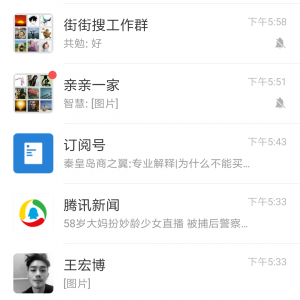 街街搜工作群 下午5:58
共勉: 好
亲亲一家 下午5:51
智慧: [图片]
订阅号 下午5:43
秦皇岛商之翼:专业解释|为什么不能买...
腾讯新闻 下午5:33
58岁大妈扮妙龄少女直播 被捕后警察...
王宏博 下午5:33
[图片]